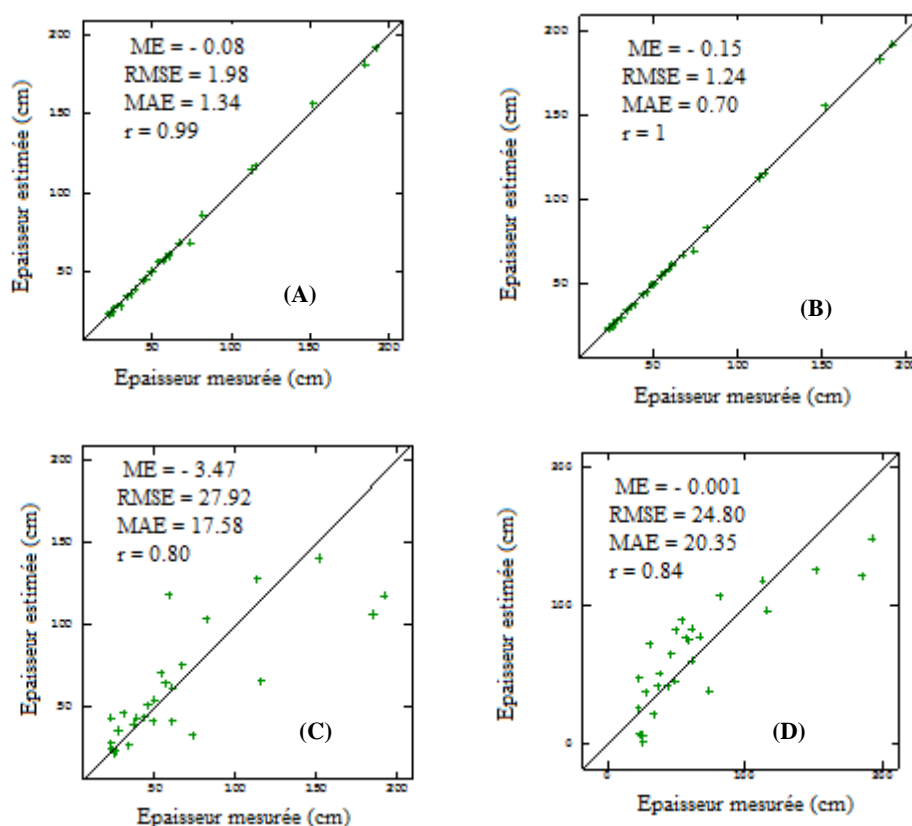 200
150
100
50
50
100
150
200
ME = - 0.08
RMSE = 1.98
MAE = 1.34
r = 0.99
Epaisseur estimée (cm)
(A)
Epaisseur mesurée (cm)
200
150
100
50
50
100
150
200
ME = - 0.15
RMSE = 1.24
MAE = 0.70
r = 1
Epaisseur estimée (cm)
(B)
Epaisseur mesurée (cm)
200
150
100
50
50
100
150
200
ME = - 3.47
RMSE = 27.92
MAE = 17.58
r = 0.80
Epaisseur estimée (cm)
(C)
Epaisseur mesurée (cm)
200
100
0
0
100
200
ME = - 0.001
RMSE = 24.80
MAE = 20.35
r = 0.84
Epaisseur estimée (cm)
(D)
Epaisseur mesurée (cm)